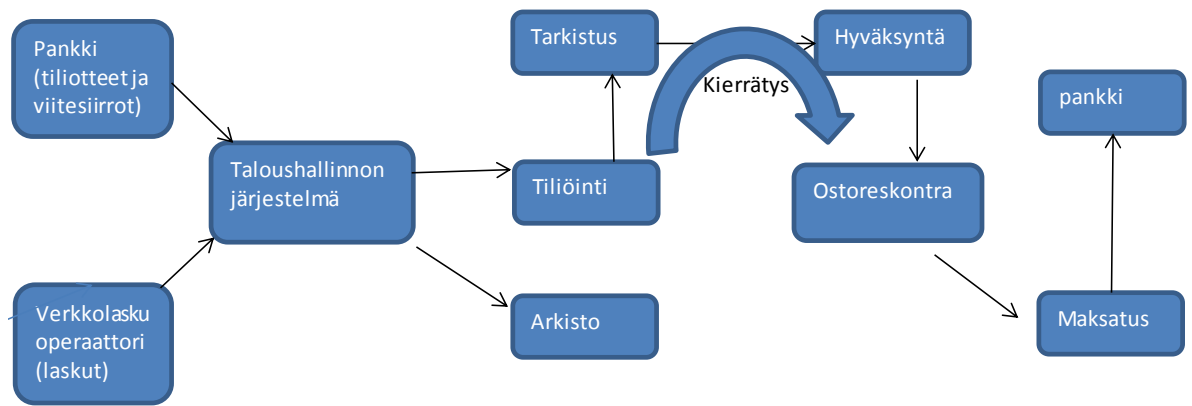 Pankki
(tiliotteet ja
viitesiirrot)
Verkkolasku
operaattori
(laskut)
Taloushallinnon
järjestelmä
Tarkistus
Tiliöinti
Arkisto
Kierrätys
Hyväksyntä
Ostoreskontra
pankki
Maksatus